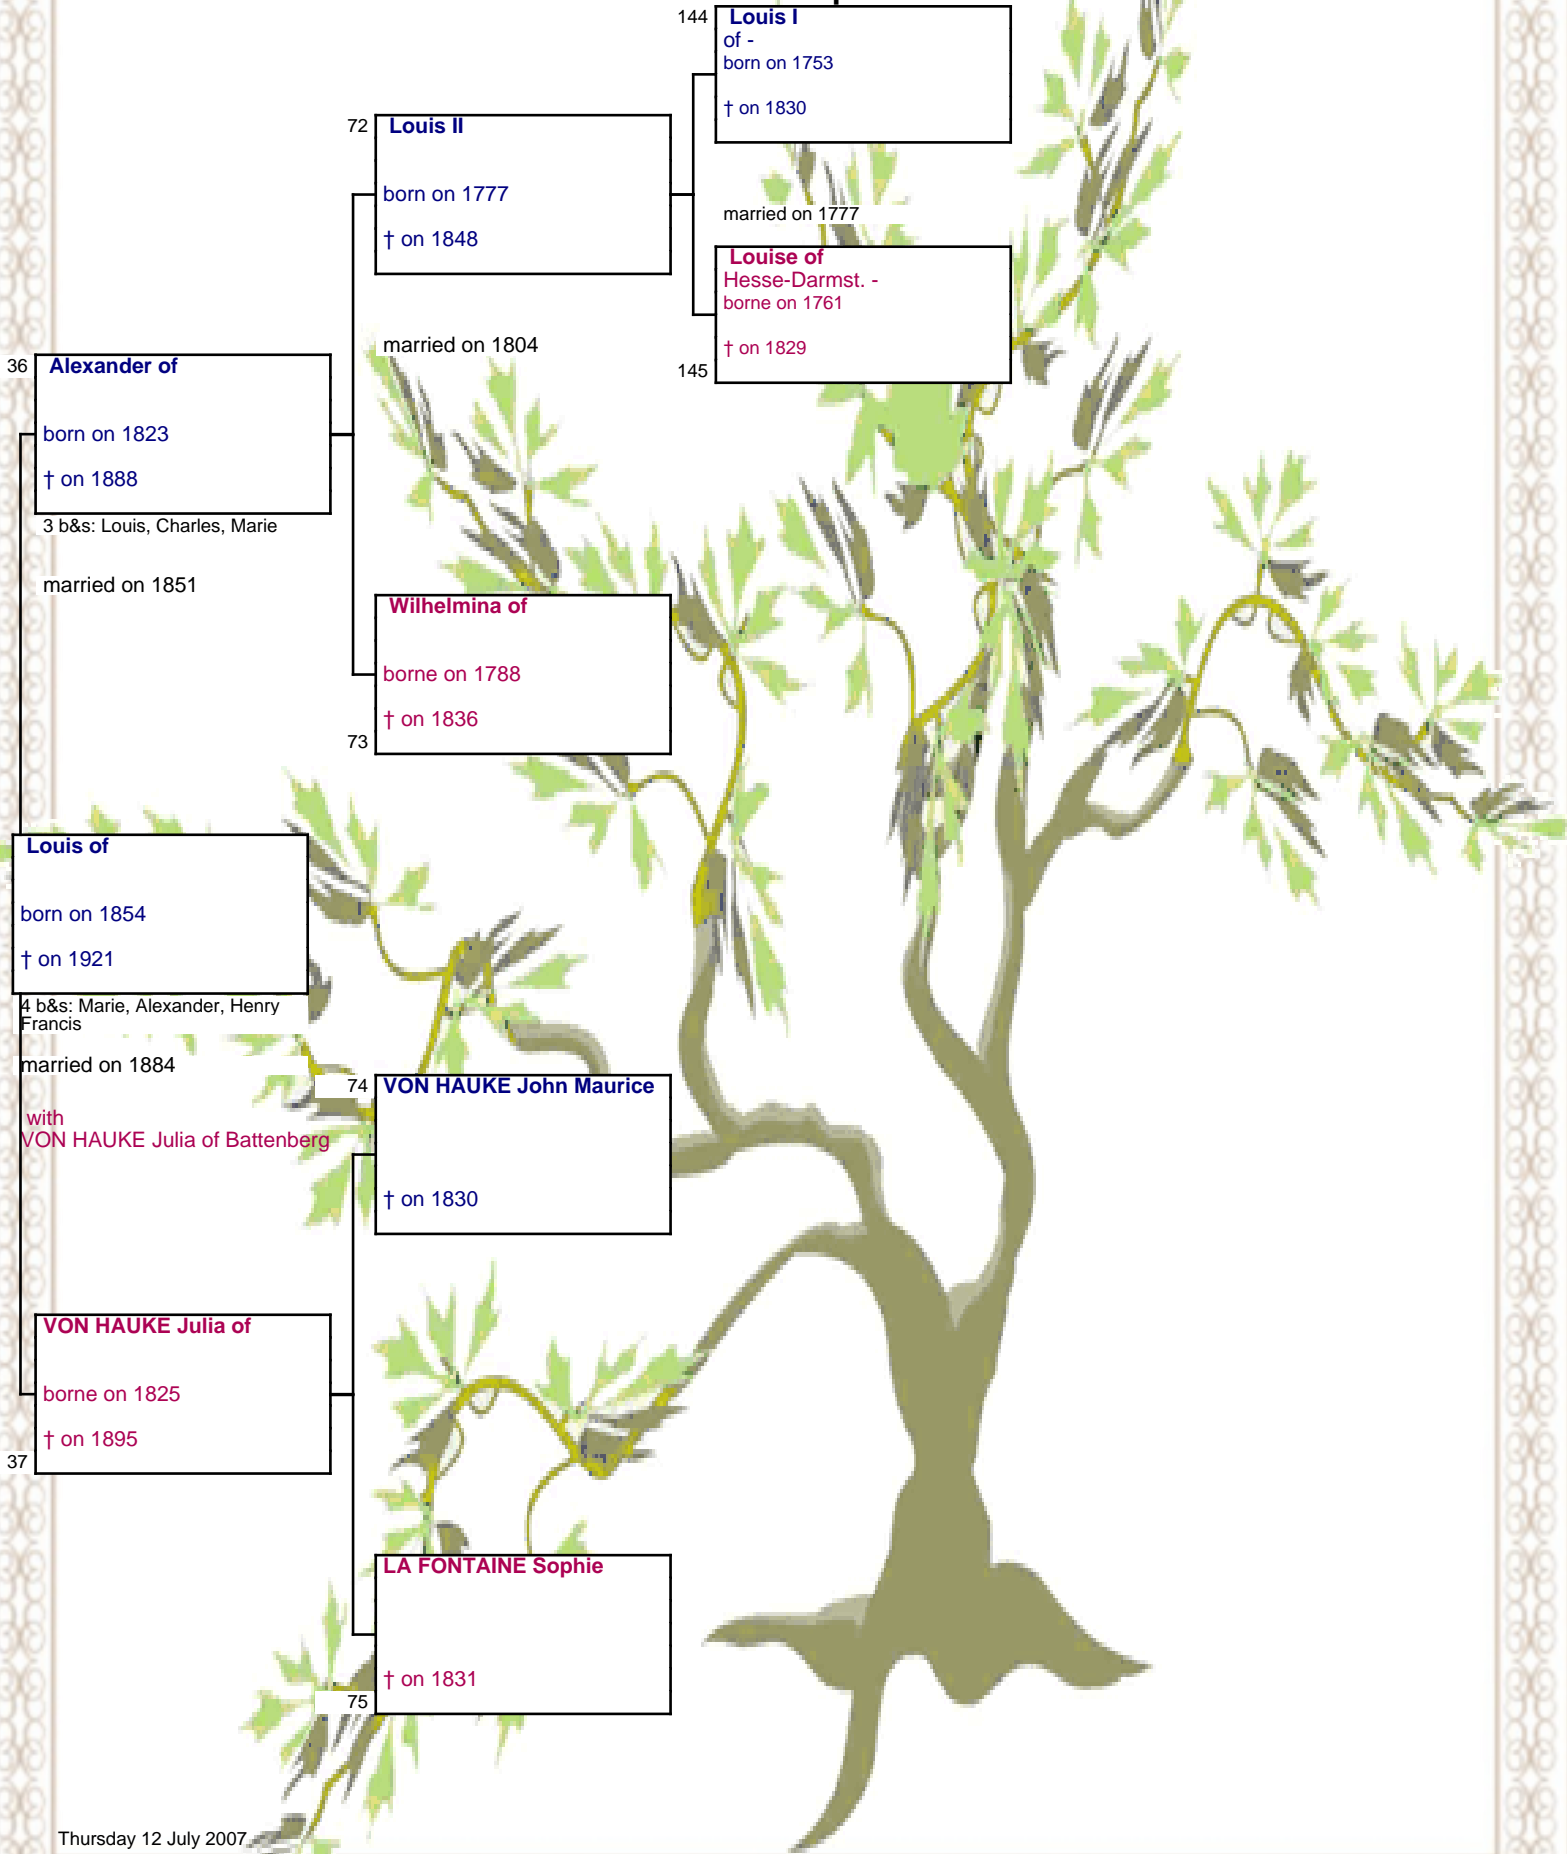 144
Louis I
of -
born on 1753
† on 1830
72
Louis II
born on 1777
† on 1848
married on 1777
Louise of
Hesse-Darmst. -
borne on 1761
† on 1829
145
married on 1804
36
Alexander of
born on 1823
† on 1888
3 b&s: Louis, Charles, Marie
married on 1851
Wilhelmina of
borne on 1788
† on 1836
73
Louis of
born on 1854
† on 1921
4 b&s: Marie, Alexander, Henry
Francis
married on 1884
with
VON HAUKE Julia of Battenberg
74
VON HAUKE John Maurice
† on 1830
VON HAUKE Julia of
borne on 1825
† on 1895
37
LA FONTAINE Sophie
† on 1831
75
Thursday 12 July 2007